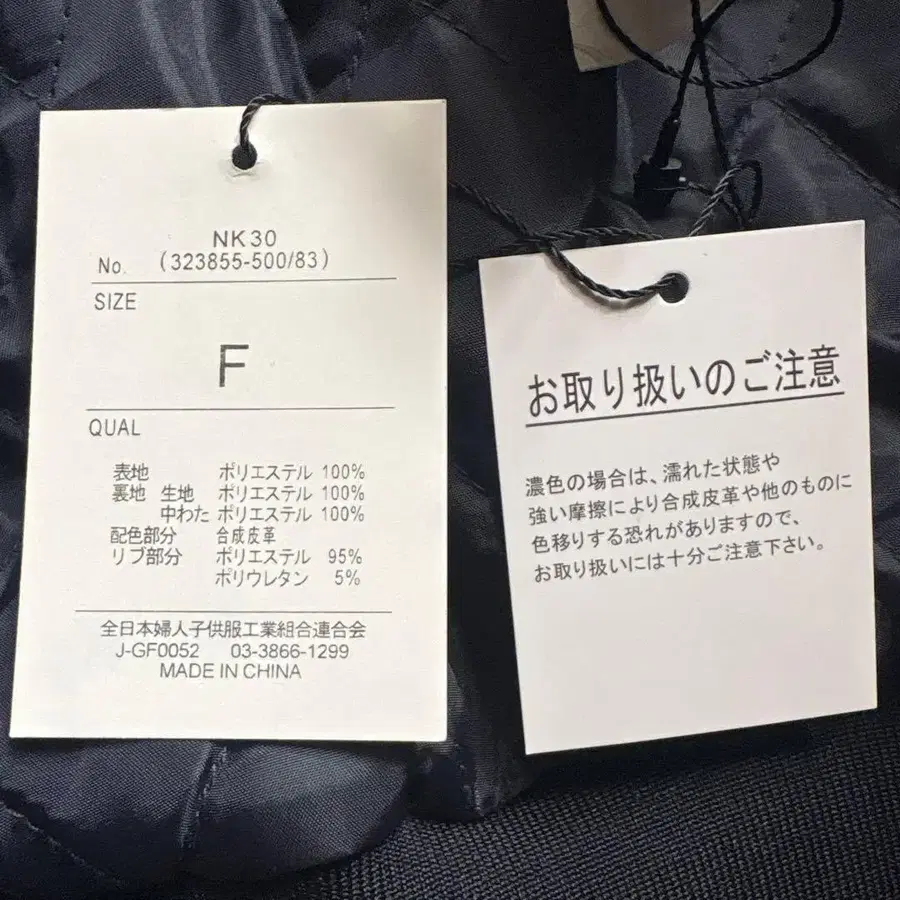 NK30
No. (323855-500/83)
SIZE
F
QUAL
表地 ポリエステル 100%
裏地 生地 ポリエステル 100%
中わた ポリエステル 100%
配色部分 合成皮革
リブ部分 ポリエステル 95%
ポリウレタン 5%
全日本婦人子供服工業組合連合会
J-GF0052 03-3866-1299
MADE IN CHINA
お取り扱いのご注意
濃色の場合は、濡れた状態や
強い摩擦により合成皮革や他のものに
色移りする恐れがありますので、
お取り扱いには十分ご注意下さい。